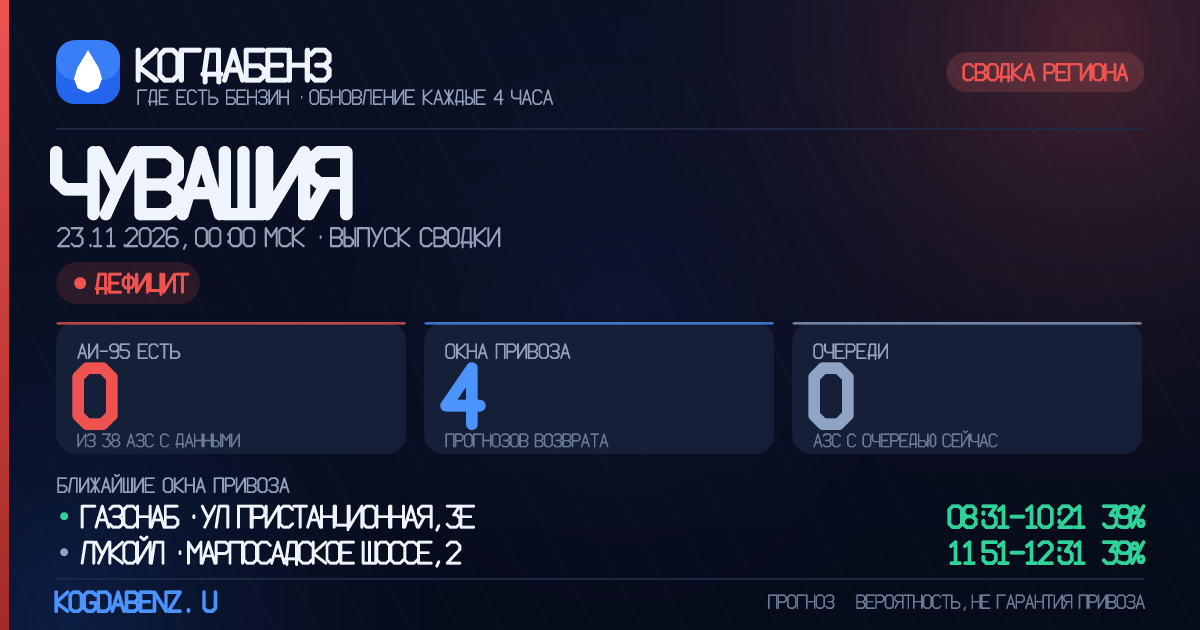 КОГДАБЕНЗ
ГДЕ ЕСТЬ БЕНЗИН · ОБНОВЛЕНИЕ КАЖДЫЕ 4 ЧАСА
СВОДКА РЕГИОНА
ЧУВАШИЯ
23.11.2026, 00:00 МСК · ВЫПУСК СВОДКИ
• ДЕФИЦИТ
АИ-95 ЕСТЬ
0
ИЗ 38 АЗС С ДАННЫМИ
ОКНА ПРИВОЗА
4
ПРОГНОЗОВ ВОЗВРАТА
ОЧЕРЕДИ
0
АЗС С ОЧЕРЕДЬЮ СЕЙЧАС
БЛИЖАЙШИЕ ОКНА ПРИВОЗА
• ГАЗСНАБ · УЛ ПРИСТАНЦИОННАЯ, 3Е 08:31-10:21 39%
• ЛУКОЙЛ · МАРПОСАДСКОЕ ШОССЕ, 2 11:51-12:31 39%
KOGDABENZ. U
ПРОГНОЗ ВЕРОЯТНОСТЬ, НЕ ГАРАНТИЯ ПРИВОЗА